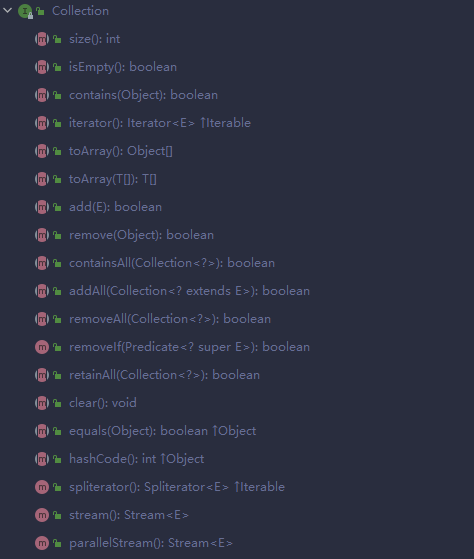 Collection
size(): int
isEmpty(): boolean
contains(Object): boolean
iterator(): Iterator<E> ↑Iterable
toArray(): Object[]
toArray(T[]): T[]
add(E): boolean
remove(Object): boolean
containsAll(Collection<?>): boolean
addAll(Collection<? extends E>): boolean
removeAll(Collection<?>): boolean
removeIf(Predicate<? super E>): boolean
retainAll(Collection<?>): boolean
clear(): void
equals(Object): boolean ↑Object
hashCode(): int ↑Object
spliterator(): Spliterator<E> ↑Iterable
stream(): Stream<E>
parallelStream(): Stream<E>